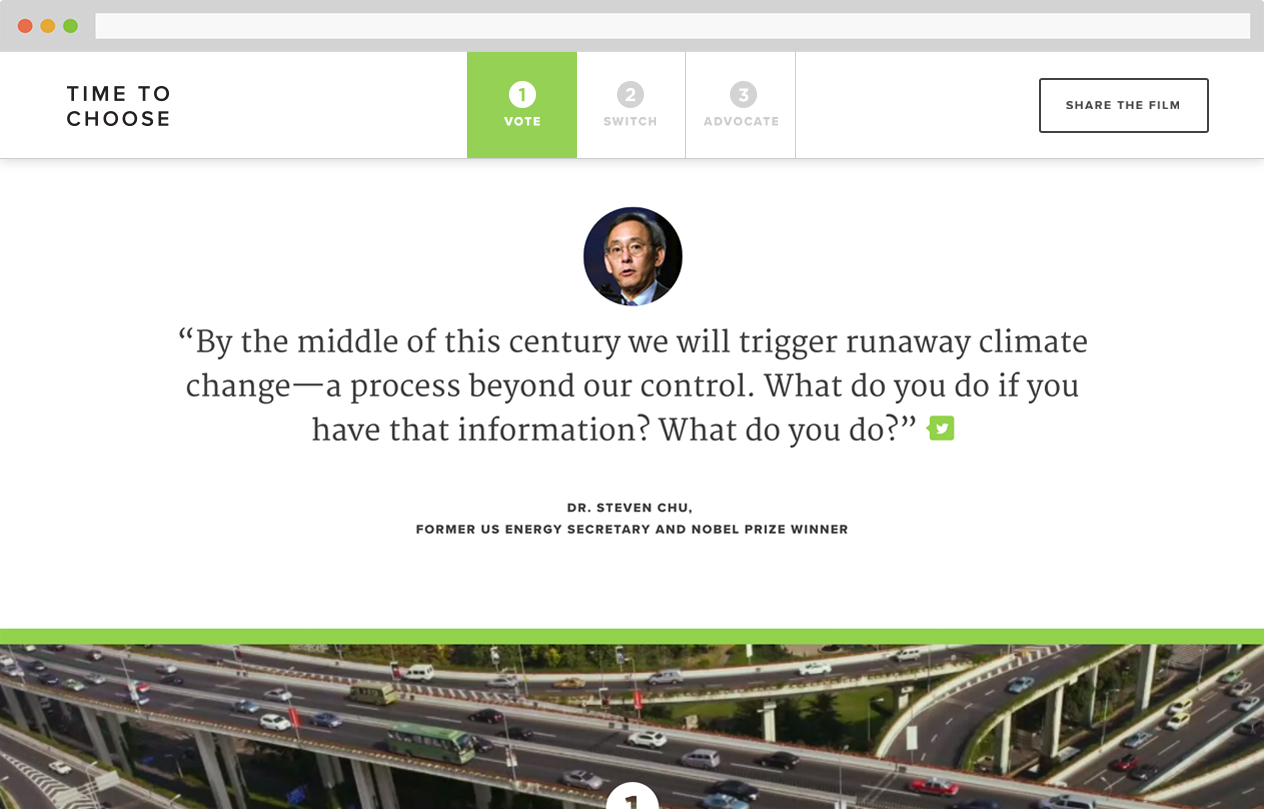 TIME TO
CHOOSE
1
VOTE
2
SWITCH
3
ADVOCATE
SHARE THE FILM
“By the middle of this century we will trigger runaway climate
change—a process beyond our control. What do you do if you
have that information? What do you do?”
DR. STEVEN CHU,
FORMER US ENERGY SECRETARY AND NOBEL PRIZE WINNER
1